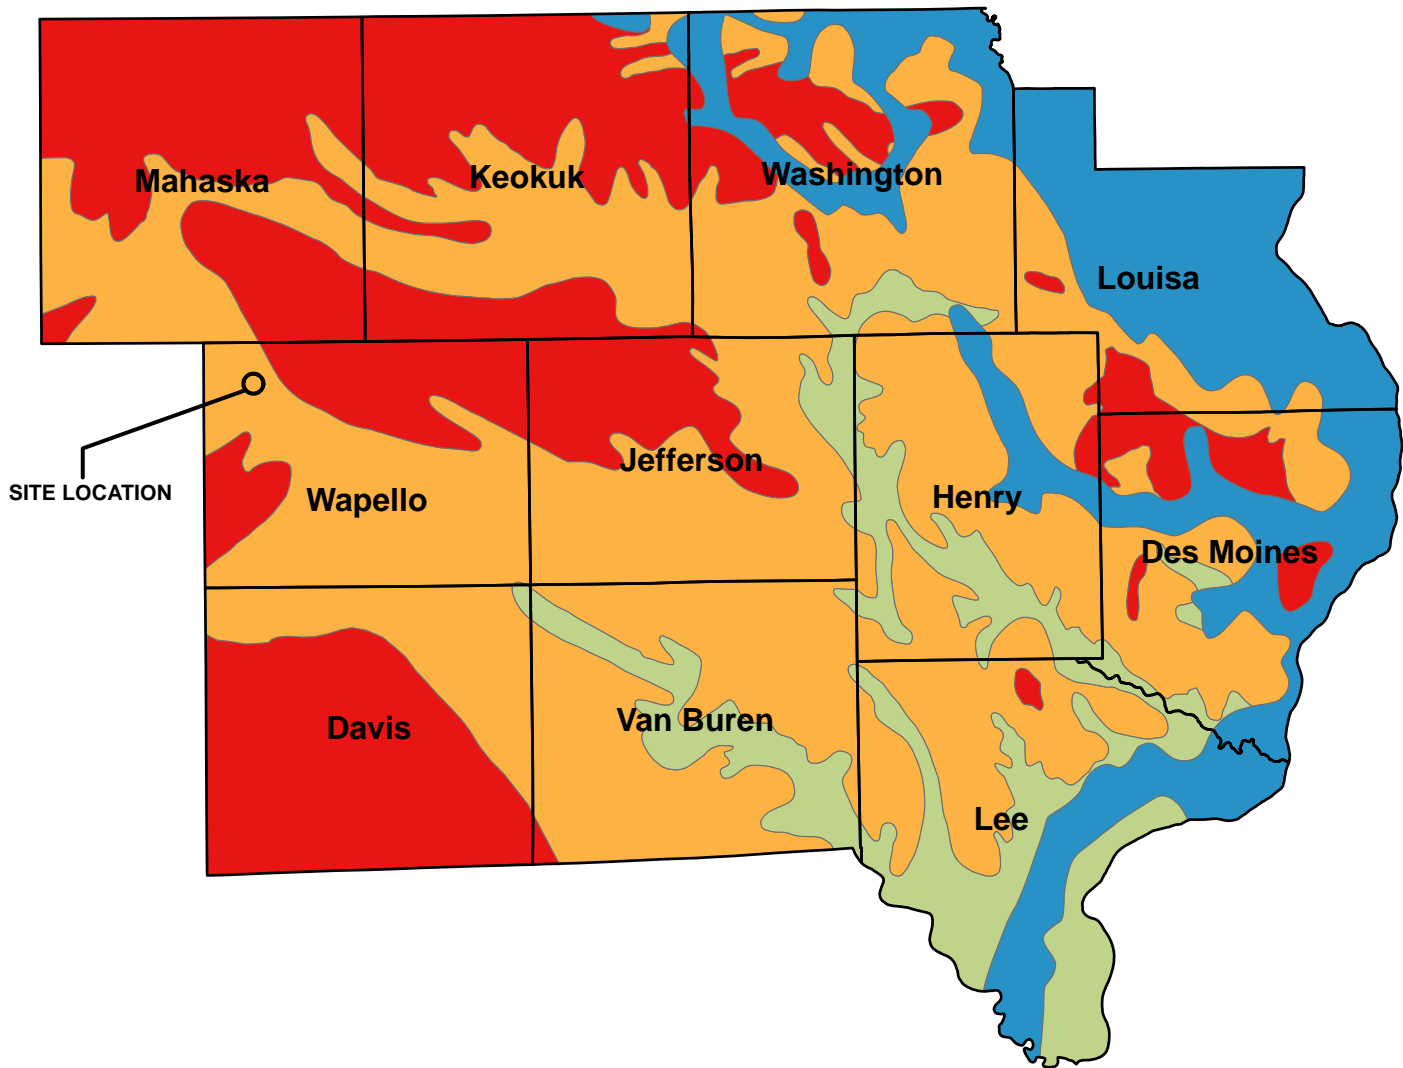 Mahaska
Keokuk
Washington
Louisa
Jefferson
SITE LOCATION
Wapello
Henry
Des Moines
Davis
Van Buren
Lee